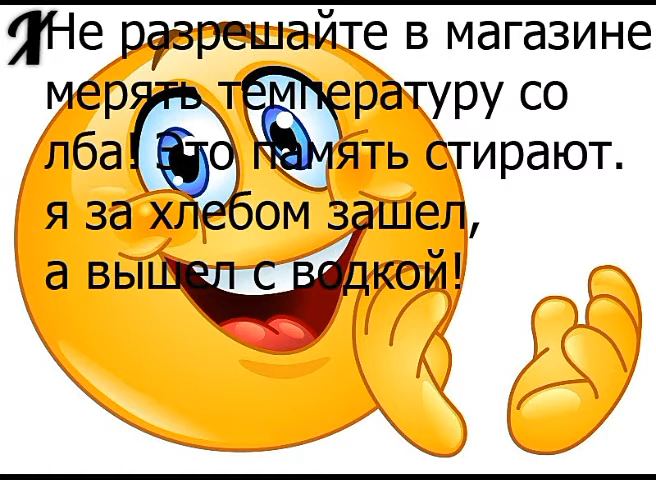 Не разрешайте в магазине
мерять температуру со
лба! Это память стирают.
я за хлебом зашел,
а вышел с водкой!